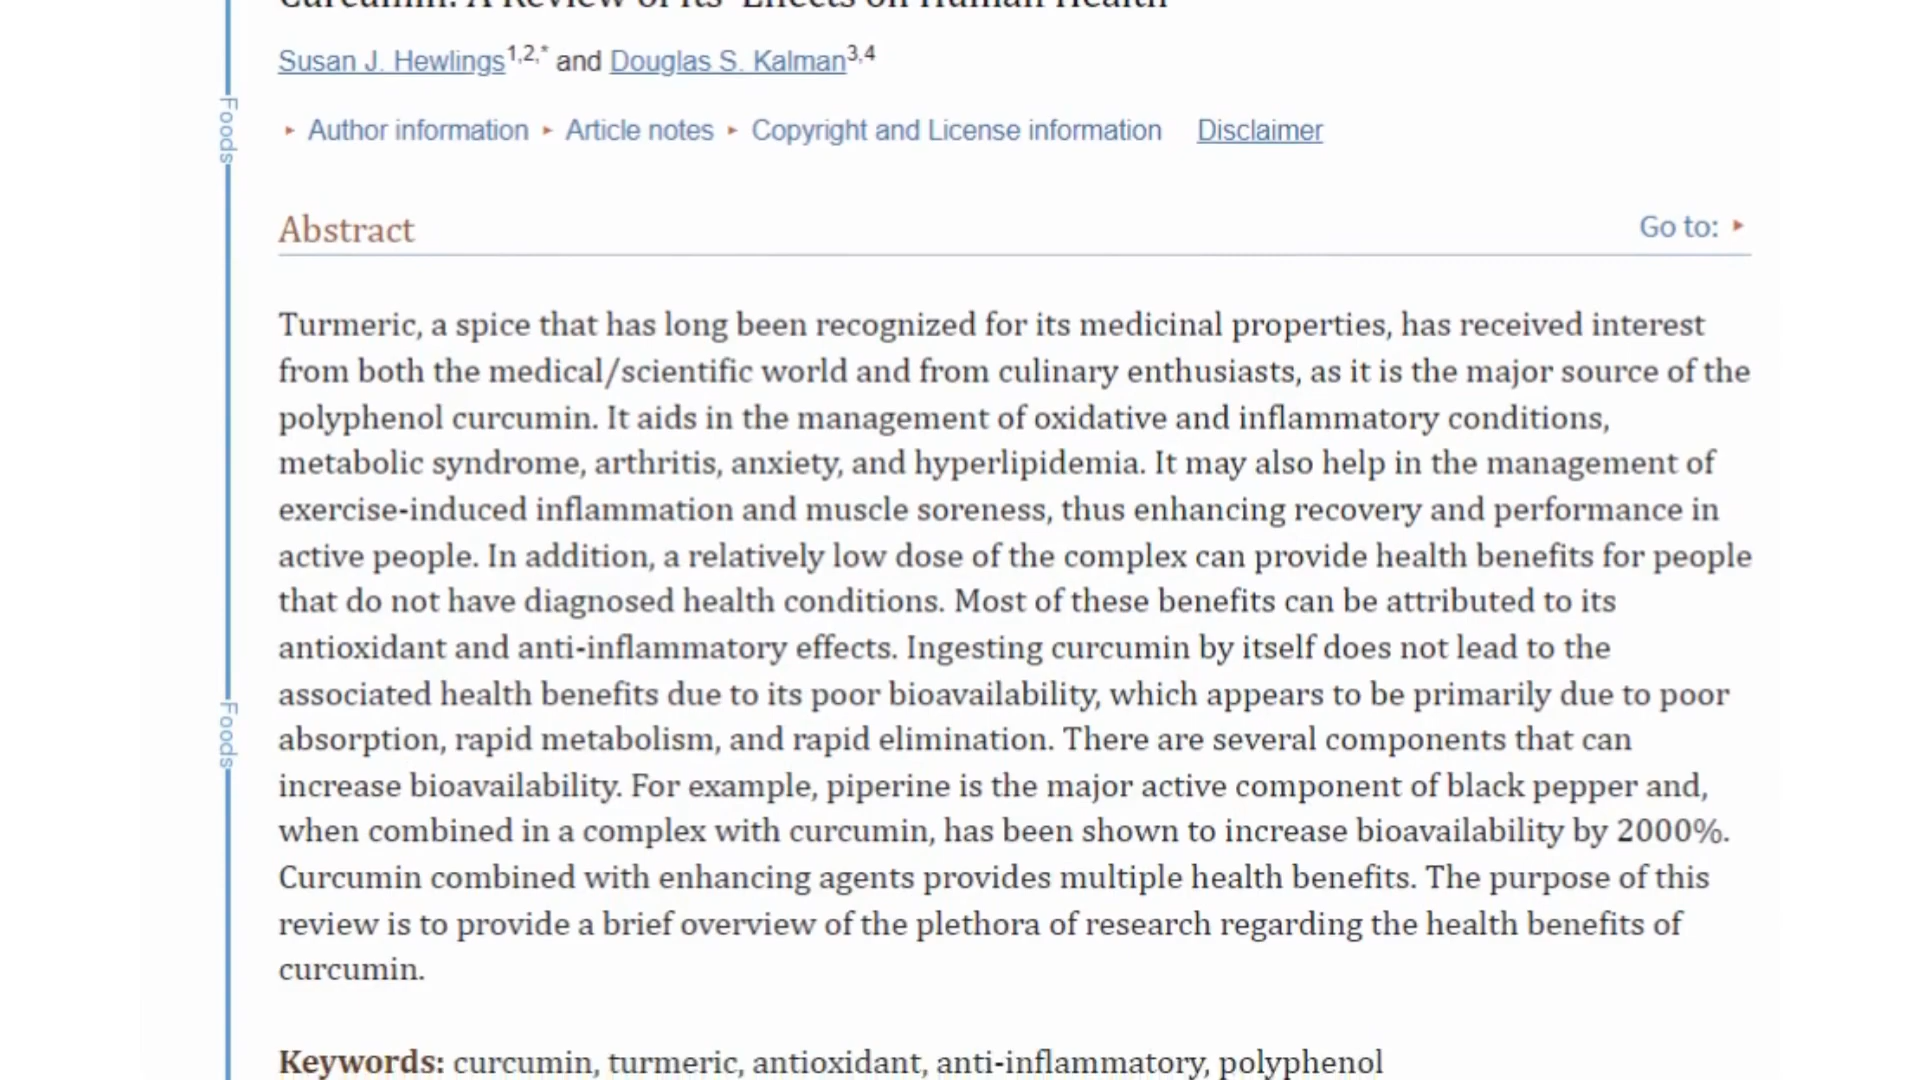 Curcumin: A Review of Its' Effects on Human Health
Susan J. Hewlings1,2,* and Douglas S. Kalman3,4
Foods
▸ Author information ▸ Article notes ▸ Copyright and License information Disclaimer
Abstract
Go to: ▸
Turmeric, a spice that has long been recognized for its medicinal properties, has received interest
from both the medical/scientific world and from culinary enthusiasts, as it is the major source of the
polyphenol curcumin. It aids in the management of oxidative and inflammatory conditions,
metabolic syndrome, arthritis, anxiety, and hyperlipidemia. It may also help in the management of
exercise-induced inflammation and muscle soreness, thus enhancing recovery and performance in
active people. In addition, a relatively low dose of the complex can provide health benefits for people
that do not have diagnosed health conditions. Most of these benefits can be attributed to its
antioxidant and anti-inflammatory effects. Ingesting curcumin by itself does not lead to the
associated health benefits due to its poor bioavailability, which appears to be primarily due to poor
absorption, rapid metabolism, and rapid elimination. There are several components that can
increase bioavailability. For example, piperine is the major active component of black pepper and,
when combined in a complex with curcumin, has been shown to increase bioavailability by 2000%.
Curcumin combined with enhancing agents provides multiple health benefits. The purpose of this
review is to provide a brief overview of the plethora of research regarding the health benefits of
curcumin.
Foods
Keywords: curcumin, turmeric, antioxidant, anti-inflammatory, polyphenol